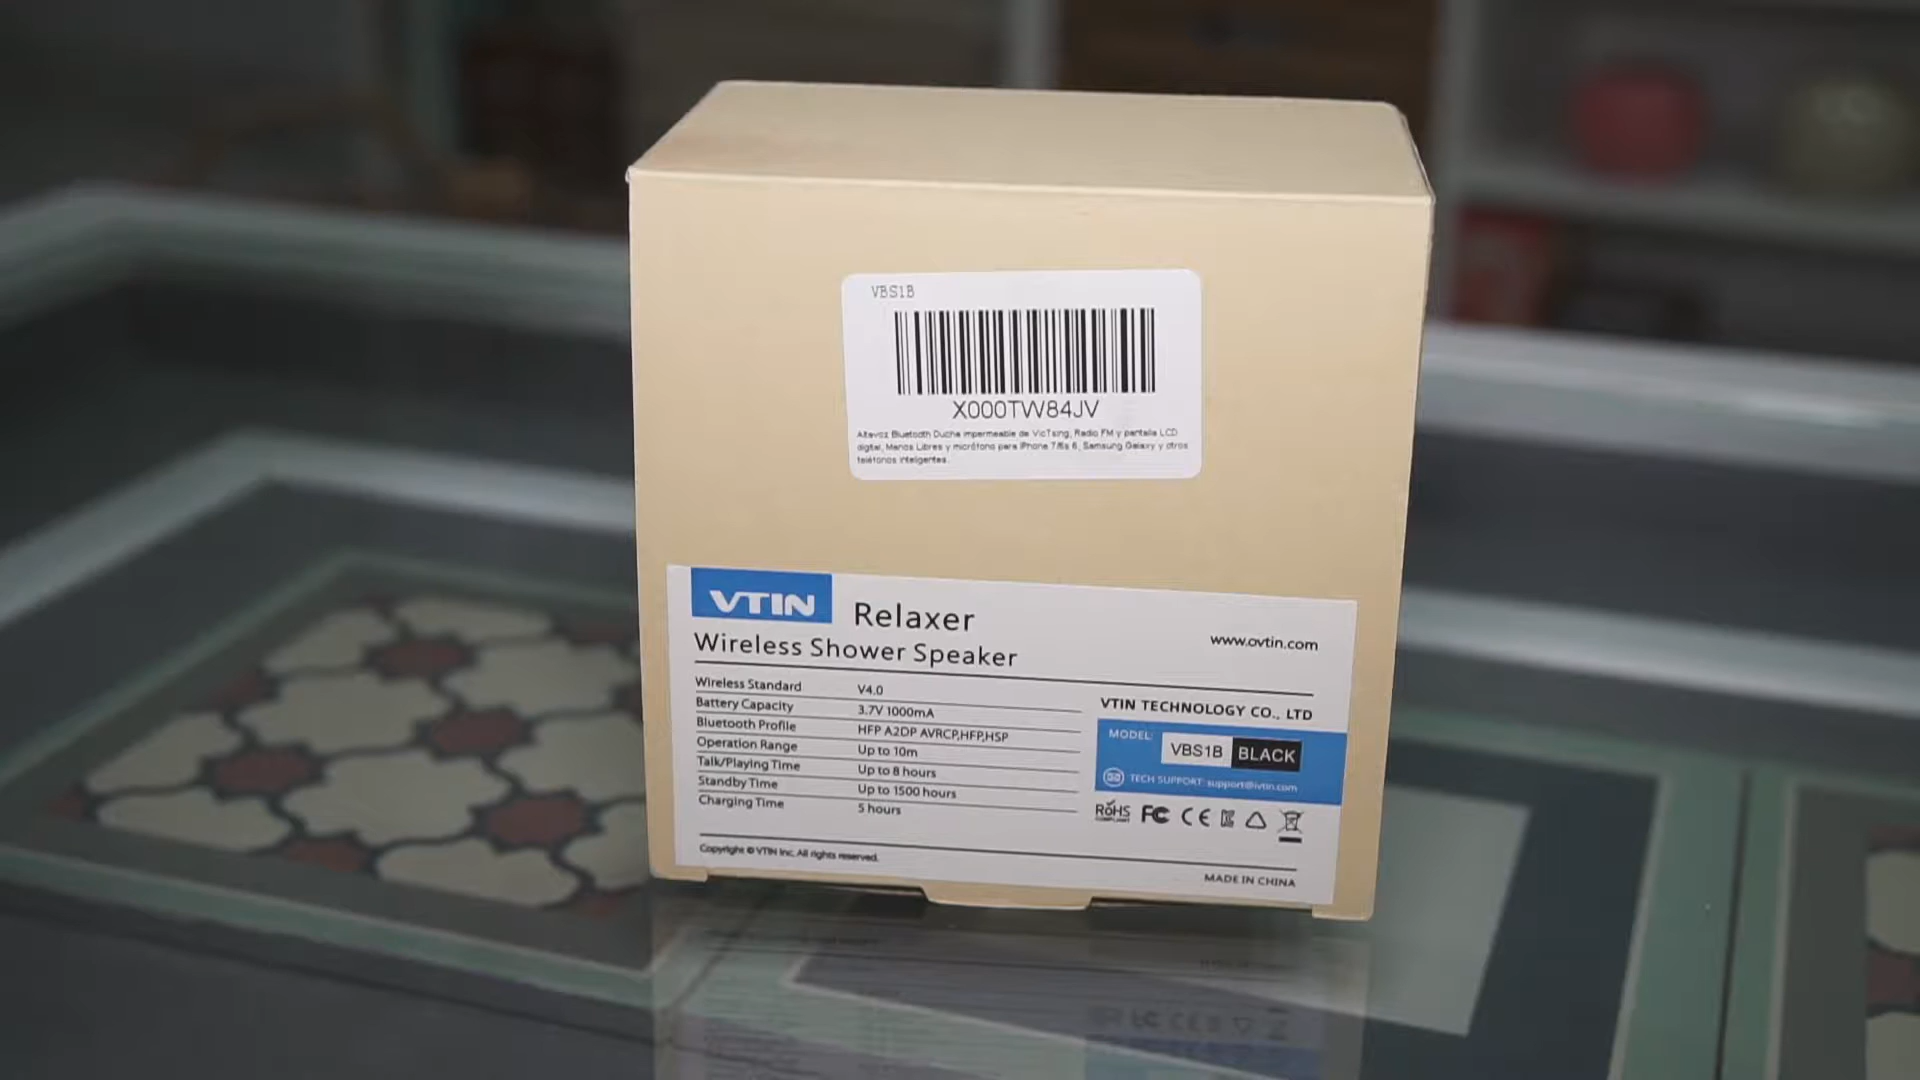 VBS1B
X000TW84JV
Altavoz Bluetooth Ducha impermeable de VicTsing, Radio FM y pantalla LCD
digital, Manos Libres y micrófono para iPhone 7/6s 6, Samsung Galaxy y otros
teléfonos inteligentes.
VTIN Relaxer
Wireless Shower Speaker
www.ovtin.com
Wireless Standard V4.0
Battery Capacity 3.7V 1000mA
Bluetooth Profile HFP A2DP AVRCP,HFP,HSP
Operation Range Up to 10m
Talk/Playing Time Up to 8 hours
Standby Time Up to 1500 hours
Charging Time 5 hours
VTIN TECHNOLOGY CO., LTD
MODEL: VBS1B BLACK
TECH SUPPORT: support@ivtin.com
RoHS FC CE
COMPLIANT
Copyright © VTIN Inc. All rights reserved.
MADE IN CHINA